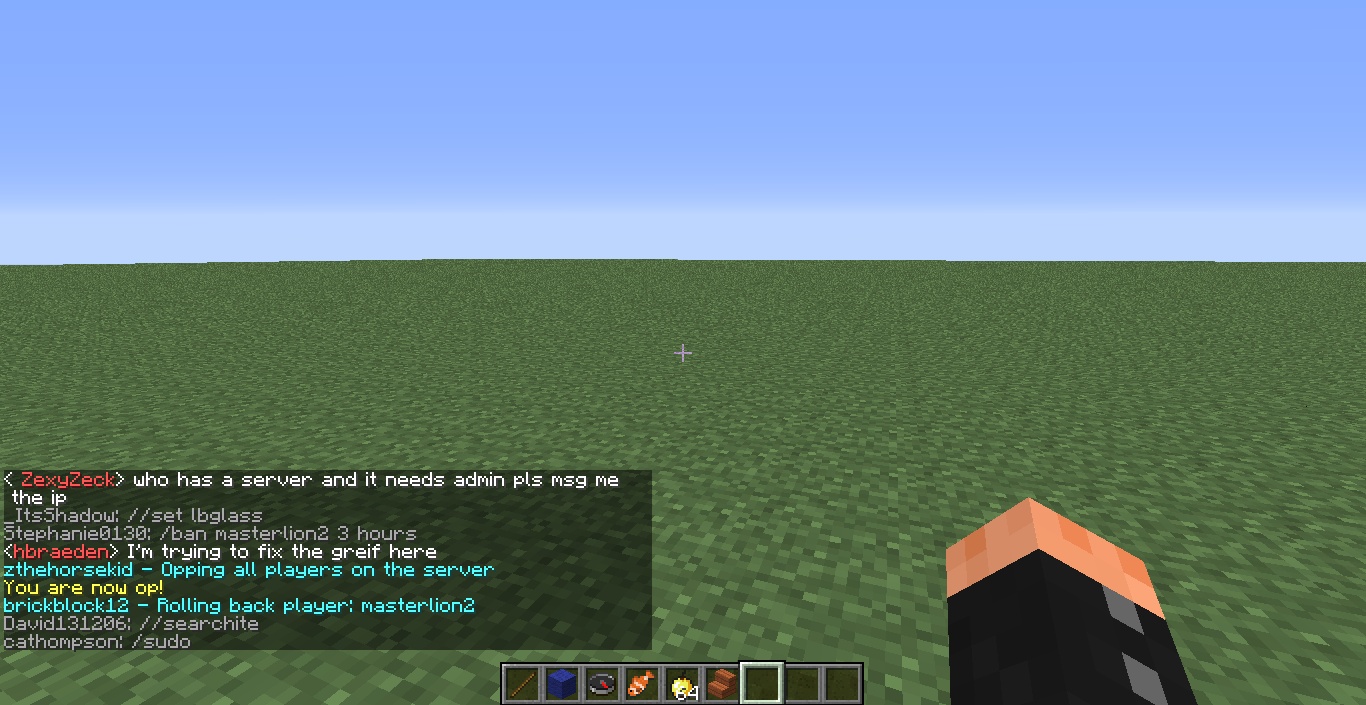 < ZexyZeck> who has a server and it needs admin pls msg me
the ip
_ItsShadow: //set lbglass
Stephanie0130: /ban masterlion2 3 hours
<hbraeden> I'm trying to fix the greif here
zthehorsekid - Opping all players on the server
You are now op!
brickblock12 - Rolling back player: masterlion2
David131206: //searchite
cathompson: /sudo
64